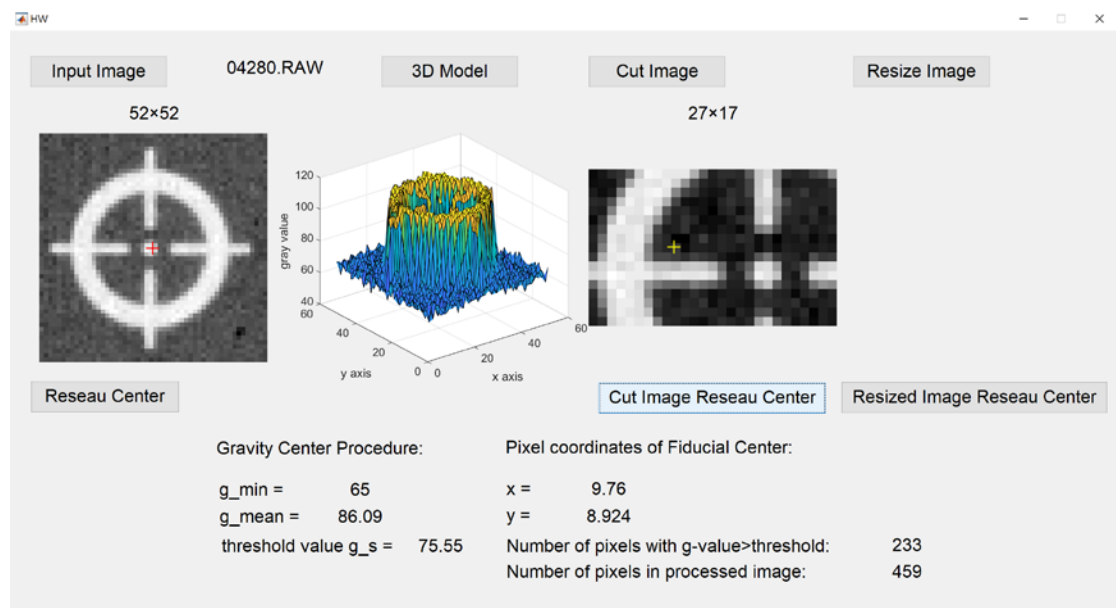 HW
Input Image 04280.RAW 3D Model Cut Image Resize Image
52×52 27×17
120
100
80
60
40
gray value
60
40
20
0
y axis
0
20
40
60
x axis
Reseau Center Cut Image Reseau Center Resized Image Reseau Center
Gravity Center Procedure: Pixel coordinates of Fiducial Center:
g_min = 65 x = 9.76
g_mean = 86.09 y = 8.924
threshold value g_s = 75.55 Number of pixels with g-value>threshold: 233
Number of pixels in processed image: 459